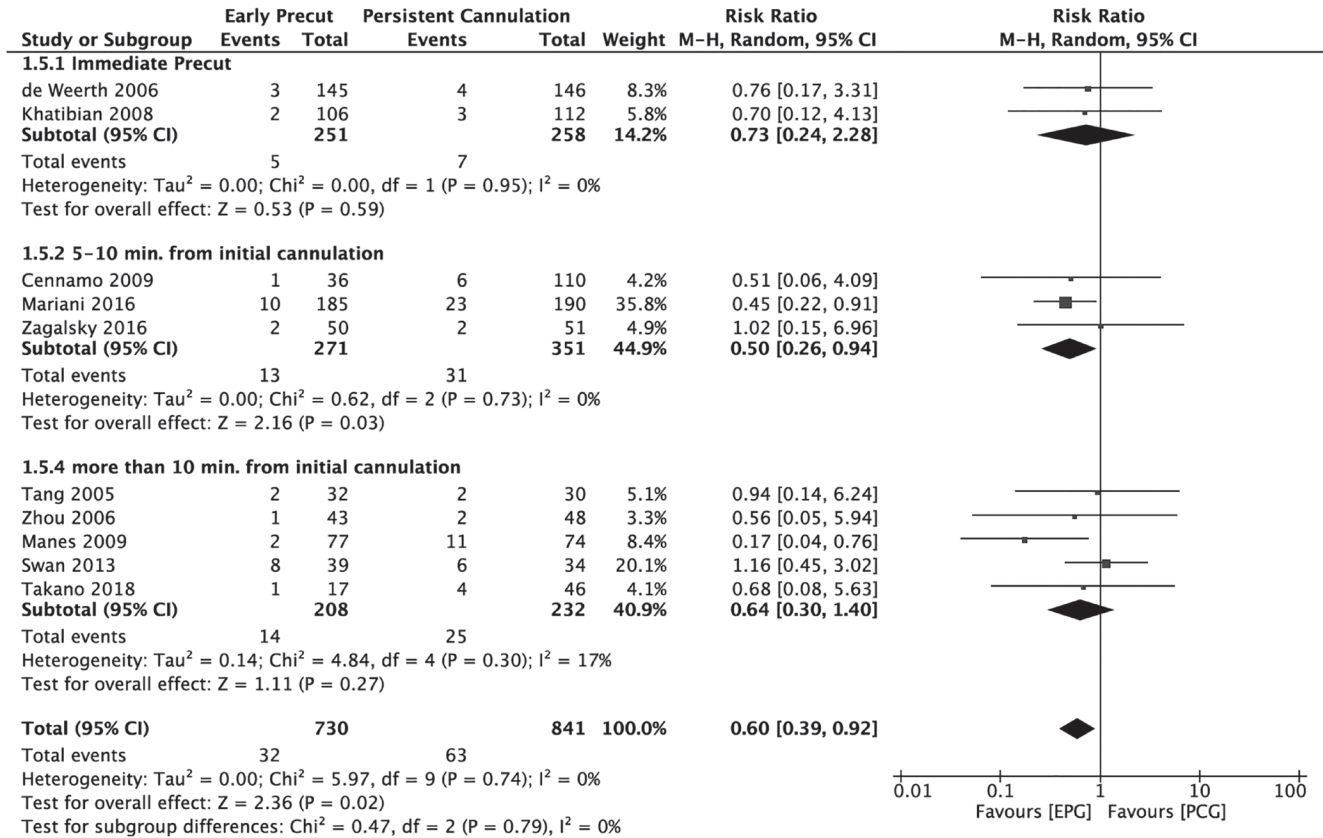 Early Precut Persistent Cannulation Risk Ratio Risk Ratio
Study or Subgroup Events Total Events Total Weight M-H, Random, 95% CI M-H, Random, 95% CI
1.5.1 Immediate Precut
de Weerth 2006 3 145 4 146 8.3% 0.76 [0.17, 3.31]
Khatibian 2008 2 106 3 112 5.8% 0.70 [0.12, 4.13]
Subtotal (95% CI) 251 258 14.2% 0.73 [0.24, 2.28]
Total events 5 7
Heterogeneity: Tau² = 0.00; Chi² = 0.00, df = 1 (P = 0.95); I² = 0%
Test for overall effect: Z = 0.53 (P = 0.59)
1.5.2 5-10 min. from initial cannulation
Cennamo 2009 1 36 6 110 4.2% 0.51 [0.06, 4.09]
Mariani 2016 10 185 23 190 35.8% 0.45 [0.22, 0.91]
Zagalsky 2016 2 50 2 51 4.9% 1.02 [0.15, 6.96]
Subtotal (95% CI) 271 351 44.9% 0.50 [0.26, 0.94]
Total events 13 31
Heterogeneity: Tau² = 0.00; Chi² = 0.62, df = 2 (P = 0.73); I² = 0%
Test for overall effect: Z = 2.16 (P = 0.03)
1.5.4 more than 10 min. from initial cannulation
Tang 2005 2 32 2 30 5.1% 0.94 [0.14, 6.24]
Zhou 2006 1 43 2 48 3.3% 0.56 [0.05, 5.94]
Manes 2009 2 77 11 74 8.4% 0.17 [0.04, 0.76]
Swan 2013 8 39 6 34 20.1% 1.16 [0.45, 3.02]
Takano 2018 1 17 4 46 4.1% 0.68 [0.08, 5.63]
Subtotal (95% CI) 208 232 40.9% 0.64 [0.30, 1.40]
Total events 14 25
Heterogeneity: Tau² = 0.14; Chi² = 4.84, df = 4 (P = 0.30); I² = 17%
Test for overall effect: Z = 1.11 (P = 0.27)
Total (95% CI) 730 841 100.0% 0.60 [0.39, 0.92]
Total events 32 63
Heterogeneity: Tau² = 0.00; Chi² = 5.97, df = 9 (P = 0.74); I² = 0%
Test for overall effect: Z = 2.36 (P = 0.02)
Test for subgroup differences: Chi² = 0.47, df = 2 (P = 0.79), I² = 0%
0.01 0.1 1 10 100
Favours [EPG] Favours [PCG]